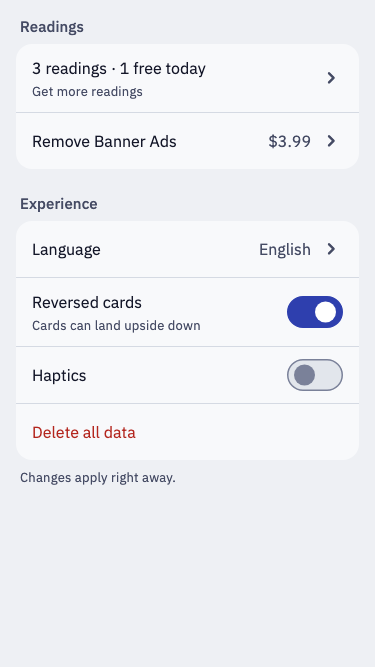 Readings
3 readings · 1 free today
Get more readings
Remove Banner Ads $3.99
Experience
Language English
Reversed cards
Cards can land upside down
Haptics
Delete all data
Changes apply right away.